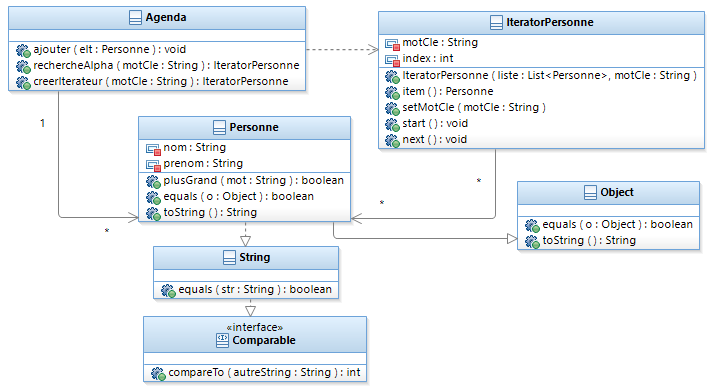 Agenda
ajouter ( elt : Personne ) : void
rechercheAlpha ( motCle : String ) : IteratorPersonne
creerIterateur ( motCle : String ) : IteratorPersonne
IteratorPersonne
motCle : String
index : int
IteratorPersonne ( liste : List<Personne>, motCle : String )
item ( ) : Personne
setMotCle ( motCle : String )
start ( ) : void
next ( ) : void
1
*
Personne
nom : String
prenom : String
plusGrand ( mot : String ) : boolean
equals ( o : Object ) : boolean
toString ( ) : String
*
*
Object
equals ( o : Object ) : boolean
toString ( ) : String
String
equals ( str : String ) : boolean
«interface»
Comparable
compareTo ( autreString : String ) : int